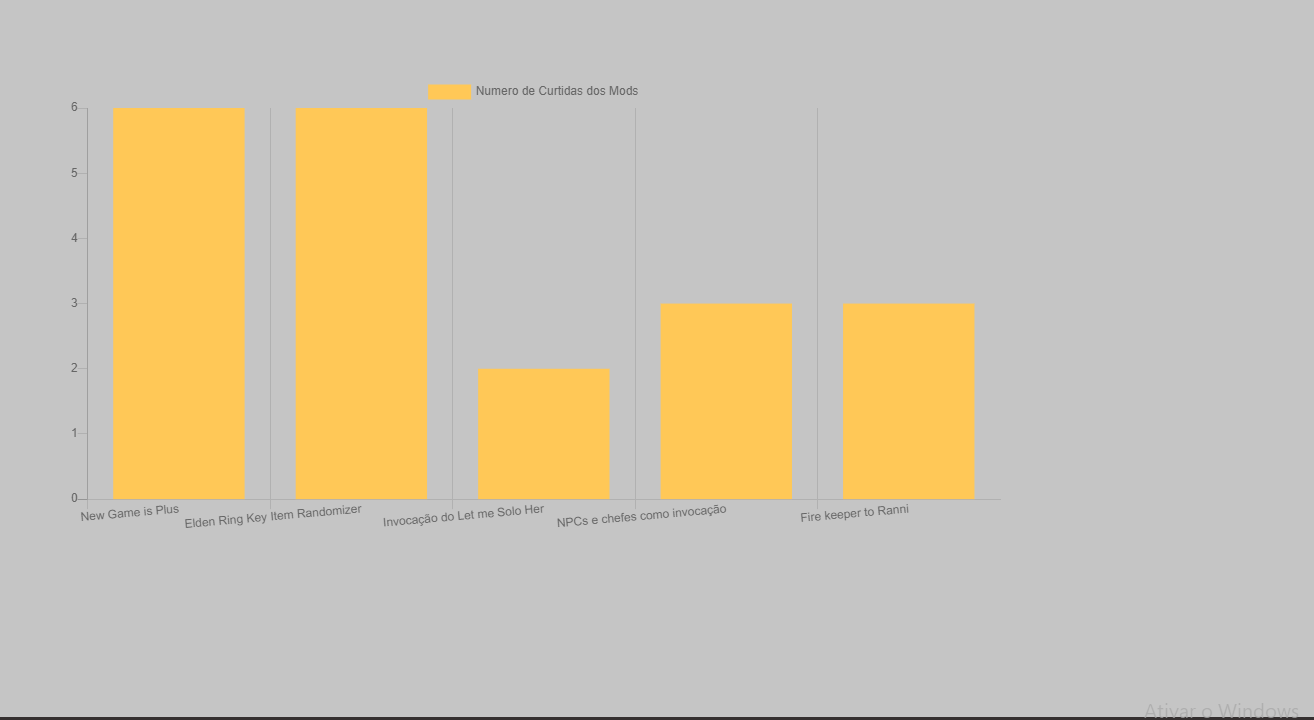 Numero de Curtidas dos Mods
6
5
4
3
2
1
0
New Game is Plus
Elden Ring Key Item Randomizer
Invocação do Let me Solo Her
NPCs e chefes como invocação
Fire keeper to Ranni
Ativar o Windows